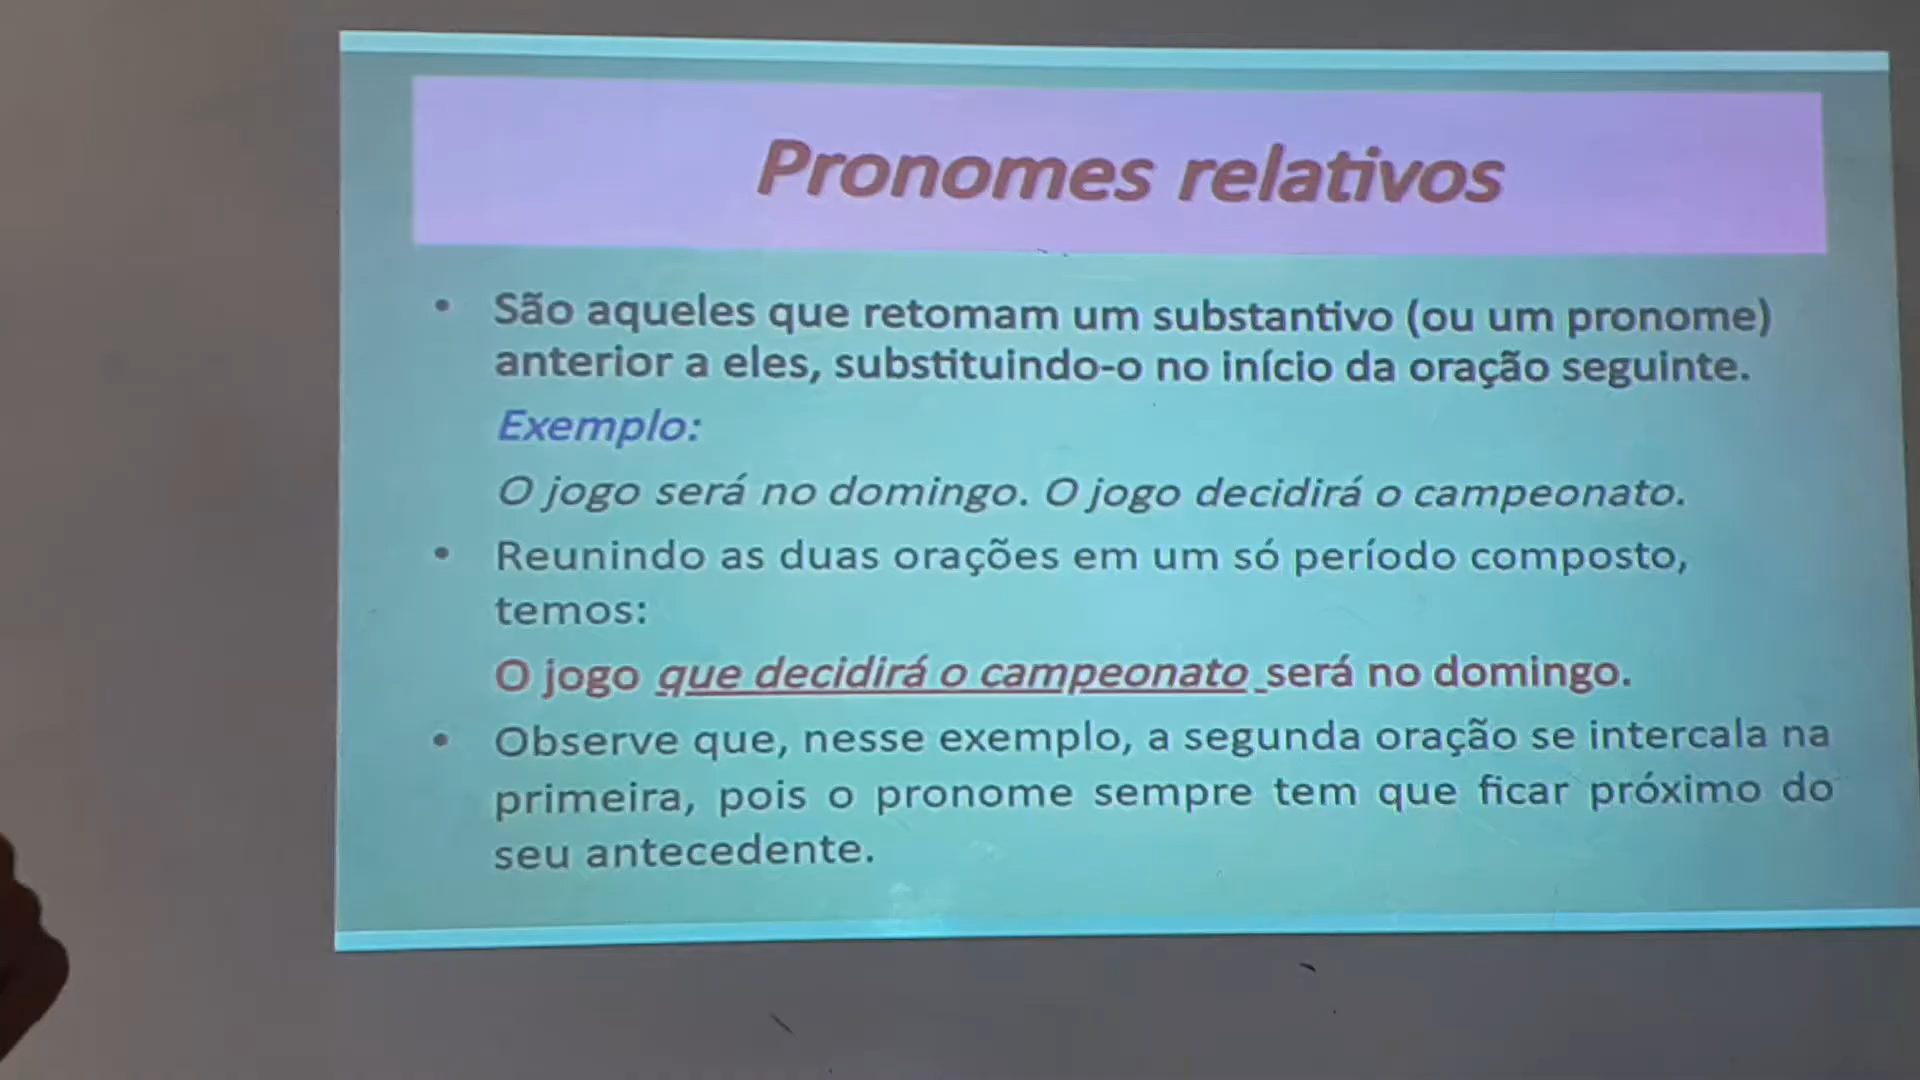 Pronomes relativos
• São aqueles que retomam um substantivo (ou um pronome)
anterior a eles, substituindo-o no início da oração seguinte.
Exemplo:
O jogo será no domingo. O jogo decidirá o campeonato.
• Reunindo as duas orações em um só período composto,
temos:
O jogo que decidirá o campeonato será no domingo.
• Observe que, nesse exemplo, a segunda oração se intercala na
primeira, pois o pronome sempre tem que ficar próximo do
seu antecedente.